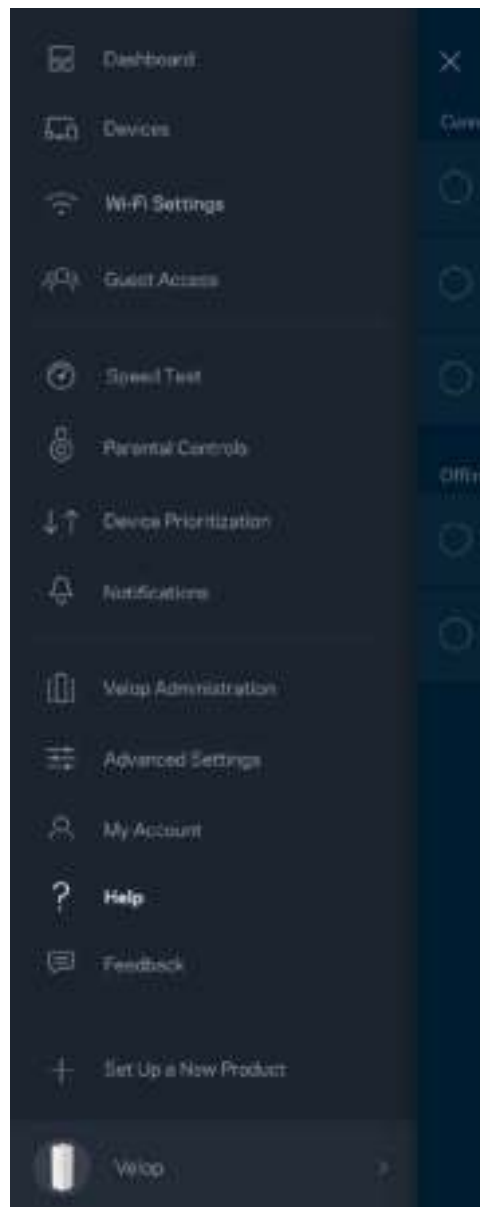 Dashboard
Devices
Wi-Fi Settings
Guest Access
Speed Test
Parental Controls
Device Prioritization
Notifications
Velop Administration
Advanced Settings
My Account
Help
Feedback
Set Up a New Product
Velop